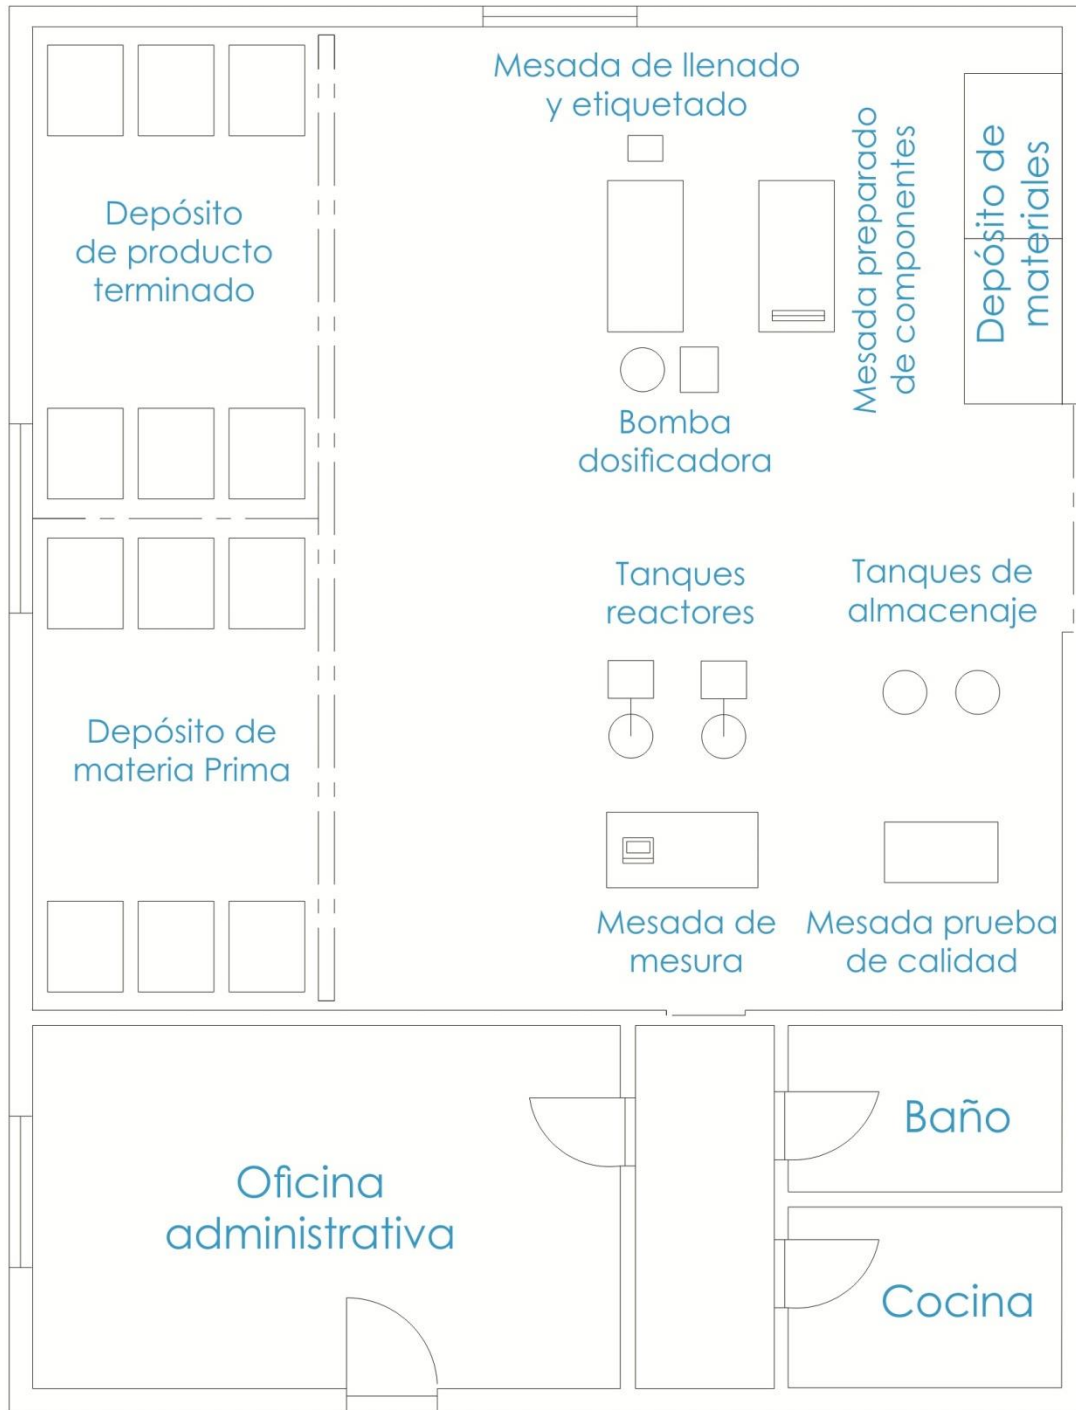 Mesada de llenado
y etiquetado
Mesada preparado
de componentes
Depósito de
materiales
Depósito
de producto
terminado
Bomba
dosificadora
Tanques
reactores
Tanques de
almacenaje
Depósito de
materia Prima
Mesada de
mesura
Mesada prueba
de calidad
Oficina
administrativa
Baño
Cocina